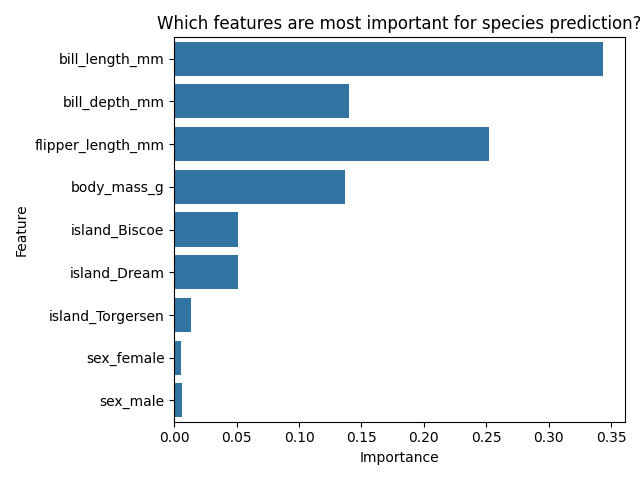 Which features are most important for species prediction?
bill_length_mm
bill_depth_mm
flipper_length_mm
body_mass_g
island_Biscoe
island_Dream
island_Torgersen
sex_female
sex_male
Feature
0.00 0.05 0.10 0.15 0.20 0.25 0.30 0.35
Importance